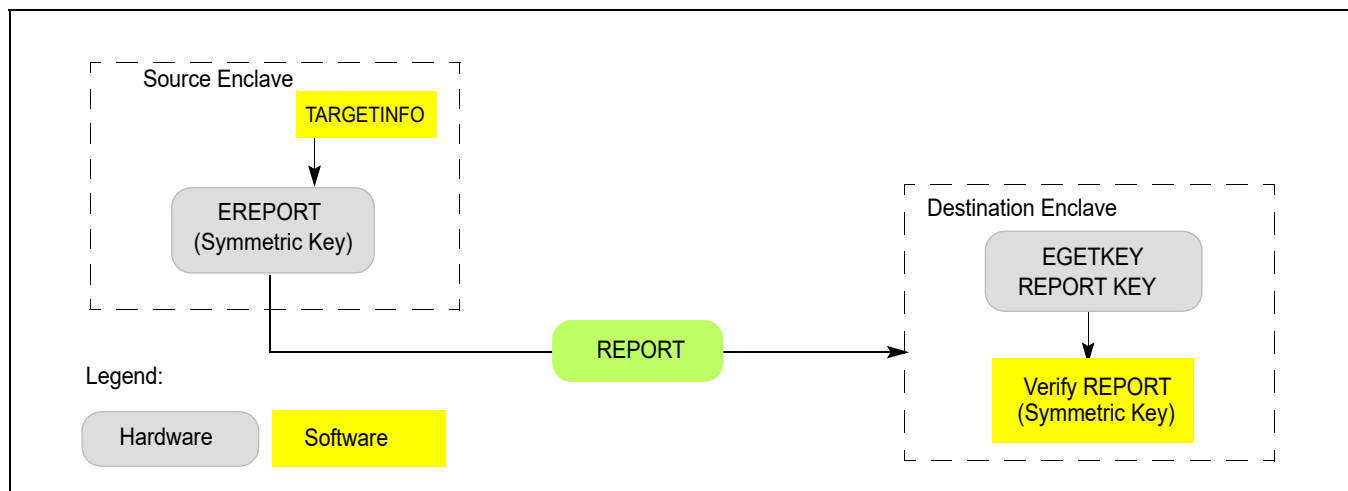 Source Enclave
TARGETINFO
EREPORT
(Symmetric Key)
REPORT
Destination Enclave
EGETKEY
REPORT KEY
Verify REPORT
(Symmetric Key)
Legend:
Hardware
Software